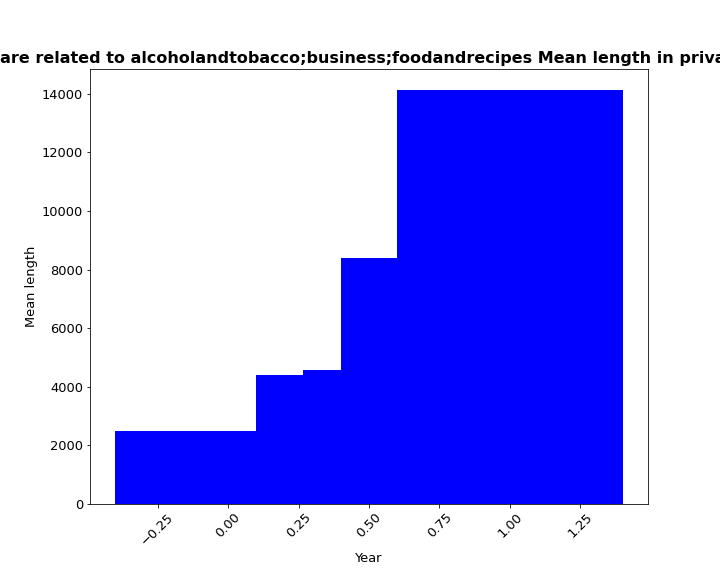 are related to alcoholandtobacco;business;foodandrecipes Mean length in priva
14000
12000
10000
8000
6000
4000
2000
0
Mean length
−0.25 0.00 0.25 0.50 0.75 1.00 1.25
Year